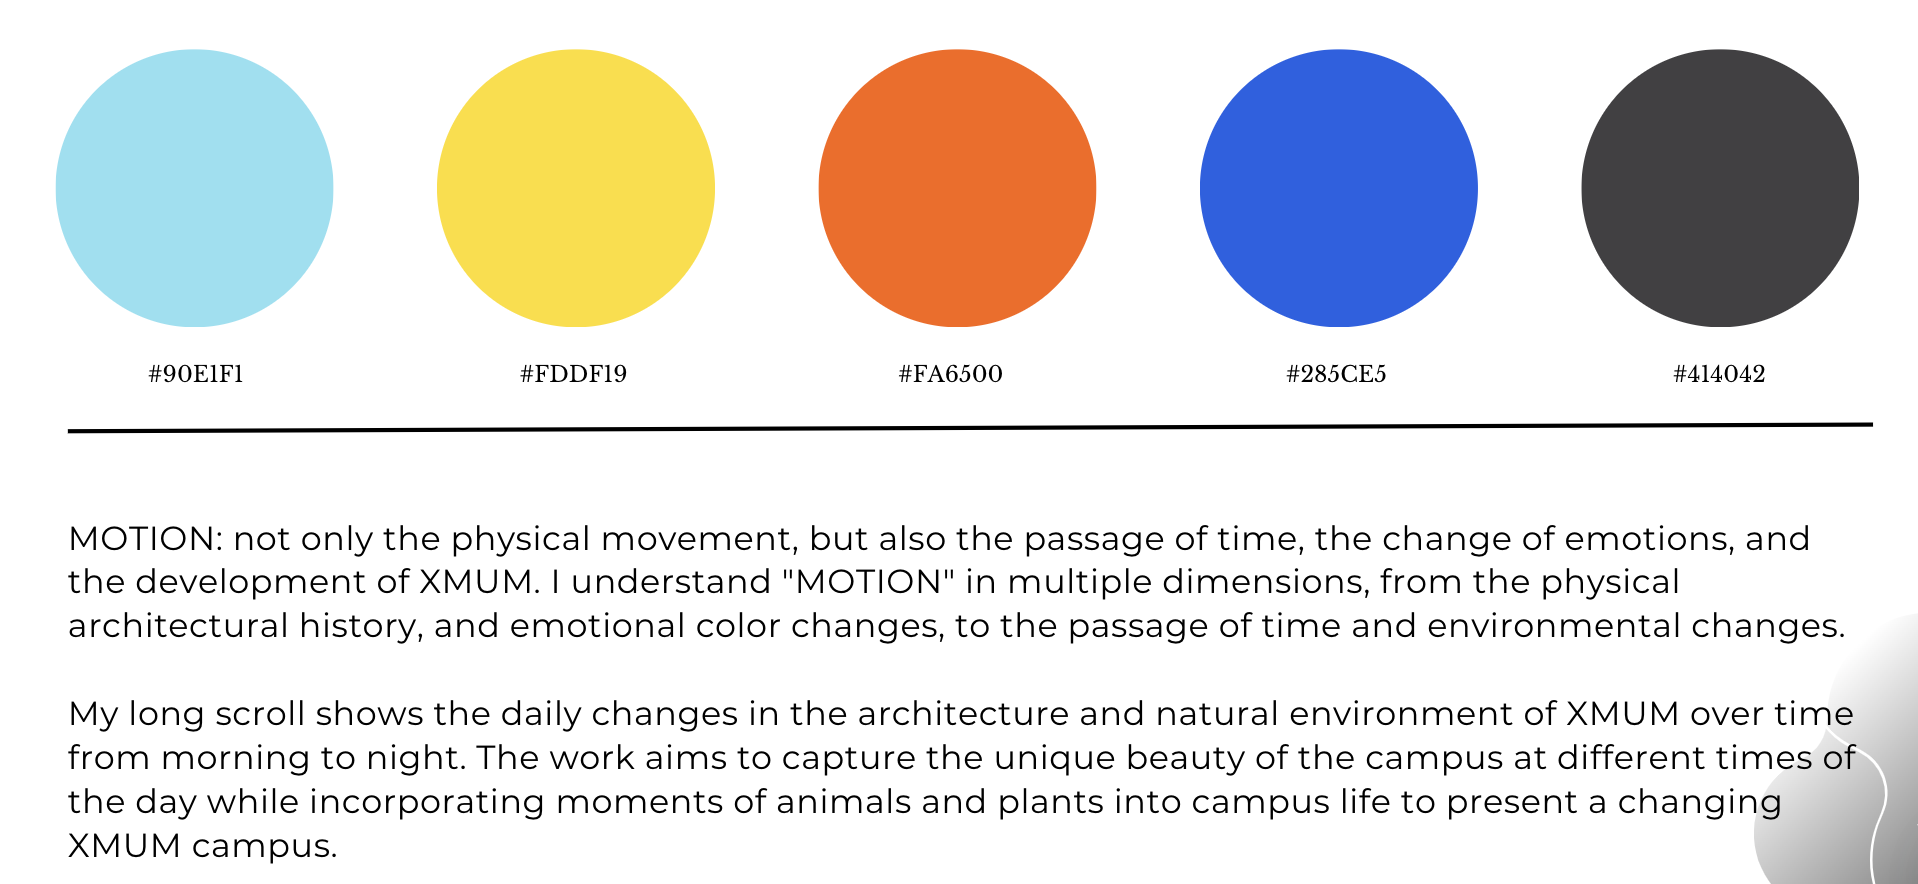 #90E1F1
#FDDF19
#FA6500
#285CE5
#414042
MOTION: not only the physical movement, but also the passage of time, the change of emotions, and
the development of XMUM. I understand "MOTION" in multiple dimensions, from the physical
architectural history, and emotional color changes, to the passage of time and environmental changes.
My long scroll shows the daily changes in the architecture and natural environment of XMUM over time
from morning to night. The work aims to capture the unique beauty of the campus at different times of
the day while incorporating moments of animals and plants into campus life to present a changing
XMUM campus.